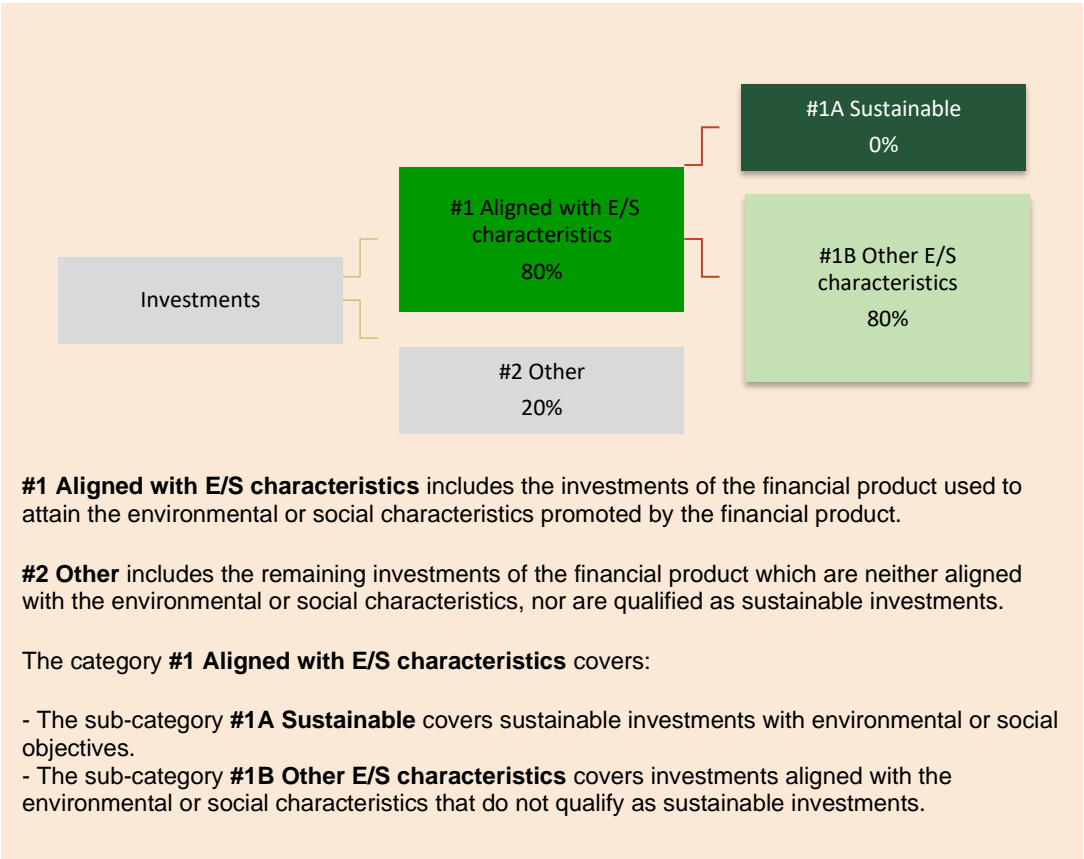 #1A Sustainable
0%
#1 Aligned with E/S
characteristics
80%
#1B Other E/S
characteristics
80%
Investments
#2 Other
20%
#1 Aligned with E/S characteristics includes the investments of the financial product used to
attain the environmental or social characteristics promoted by the financial product.
#2 Other includes the remaining investments of the financial product which are neither aligned
with the environmental or social characteristics, nor are qualified as sustainable investments.
The category #1 Aligned with E/S characteristics covers:
- The sub-category #1A Sustainable covers sustainable investments with environmental or social
objectives.
- The sub-category #1B Other E/S characteristics covers investments aligned with the
environmental or social characteristics that do not qualify as sustainable investments.